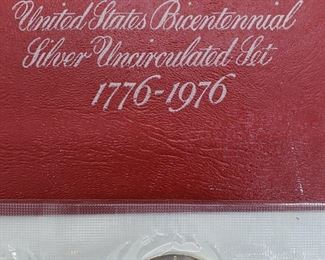 United States Bicentennial
Silver Uncirculated Set
1776-1976